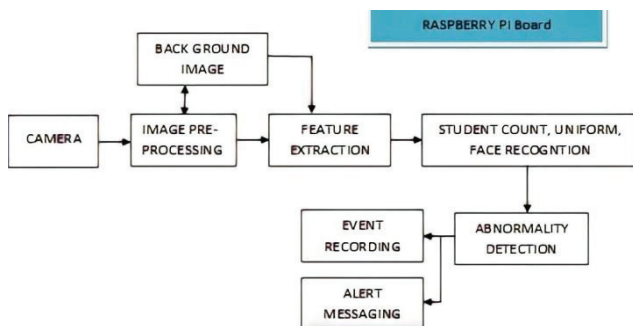 RASPBERRY PI Board
BACK GROUND
IMAGE
CAMERA
IMAGE PRE-
PROCESSING
FEATURE
EXTRACTION
STUDENT COUNT, UNIFORM,
FACE RECOGNTION
EVENT
RECORDING
ABNORMALITY
DETECTION
ALERT
MESSAGING